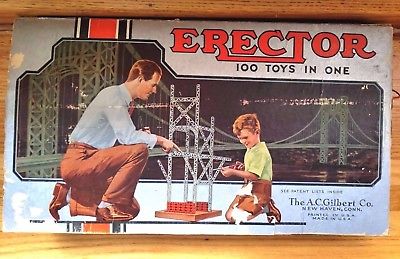 ERECTOR
100 TOYS IN ONE
SEE PATENT LISTS INSIDE
The A.C. Gilbert Co.
NEW HAVEN, CONN.
PRINTED IN U.S.A.
MADE IN U.S.A.